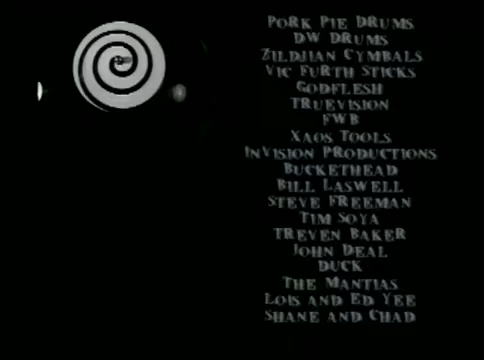 PORK PIE DRUMS
DW DRUMS
ZILDJIAN CYMBALS
VIC FURTH STICKS
GODFLESH
TRUEVISION
FWB
XAOS TOOLS
INVISION PRODUCTIONS
BUCKETHEAD
BILL LASWELL
STEVE FREEMAN
TIM SOYA
TREVEN BAKER
JOHN DEAL
DUCK
THE MANTIAS
LOIS AND ED YEE
SHANE AND CHAD